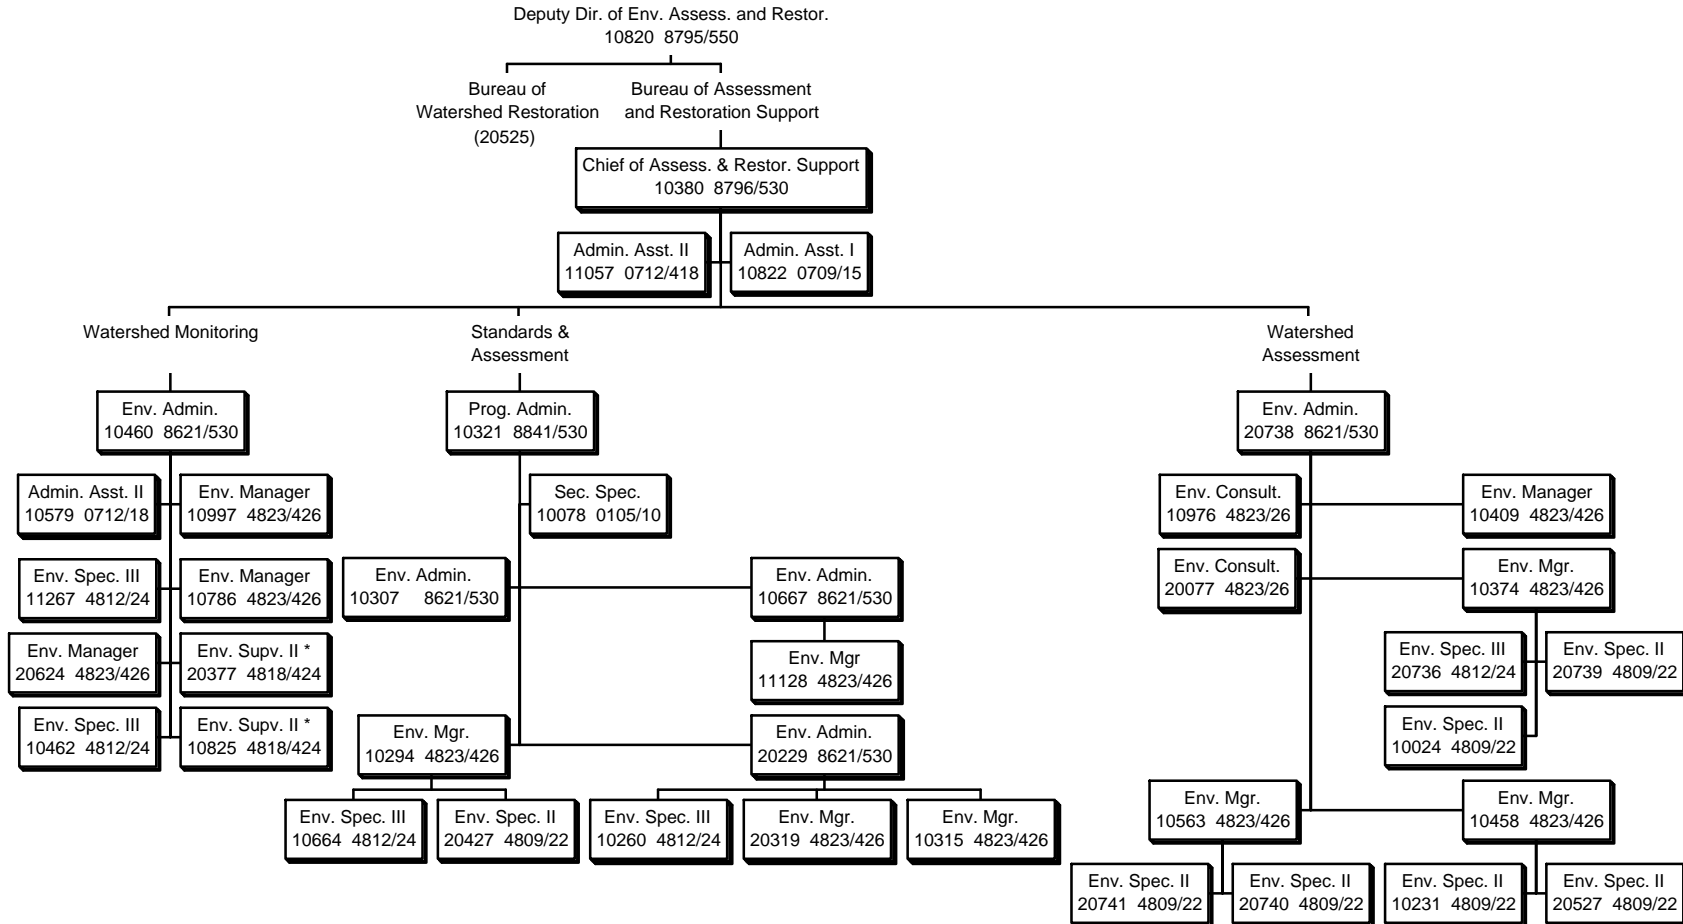 Deputy Dir. of Env. Assess. and Restor.
10820 8795/550
Bureau of
Watershed Restoration
(20525)
Bureau of Assessment
and Restoration Support
Chief of Assess. & Restor. Support
10380 8796/530
Admin. Asst. II
11057 0712/418
Admin. Asst. I
10822 0709/15
Watershed Monitoring
Standards &
Assessment
Watershed
Assessment
Env. Admin.
10460 8621/530
Prog. Admin.
10321 8841/530
Env. Admin.
20738 8621/530
Admin. Asst. II
10579 0712/18
Env. Manager
10997 4823/426
Sec. Spec.
10078 0105/10
Env. Consult.
10976 4823/26
Env. Manager
10409 4823/426
Env. Spec. III
11267 4812/24
Env. Manager
10786 4823/426
Env. Admin.
10307 8621/530
Env. Admin.
10667 8621/530
Env. Consult.
20077 4823/26
Env. Mgr.
10374 4823/426
Env. Manager
20624 4823/426
Env. Supv. II *
20377 4818/424
Env. Mgr
11128 4823/426
Env. Spec. III
20736 4812/24
Env. Spec. II
20739 4809/22
Env. Spec. III
10462 4812/24
Env. Supv. II *
10825 4818/424
Env. Mgr.
10294 4823/426
Env. Admin.
20229 8621/530
Env. Spec. II
10024 4809/22
Env. Mgr.
10563 4823/426
Env. Mgr.
10458 4823/426
Env. Spec. III
10664 4812/24
Env. Spec. II
20427 4809/22
Env. Spec. III
10260 4812/24
Env. Mgr.
20319 4823/426
Env. Mgr.
10315 4823/426
Env. Spec. II
20741 4809/22
Env. Spec. II
20740 4809/22
Env. Spec. II
10231 4809/22
Env. Spec. II
20527 4809/22